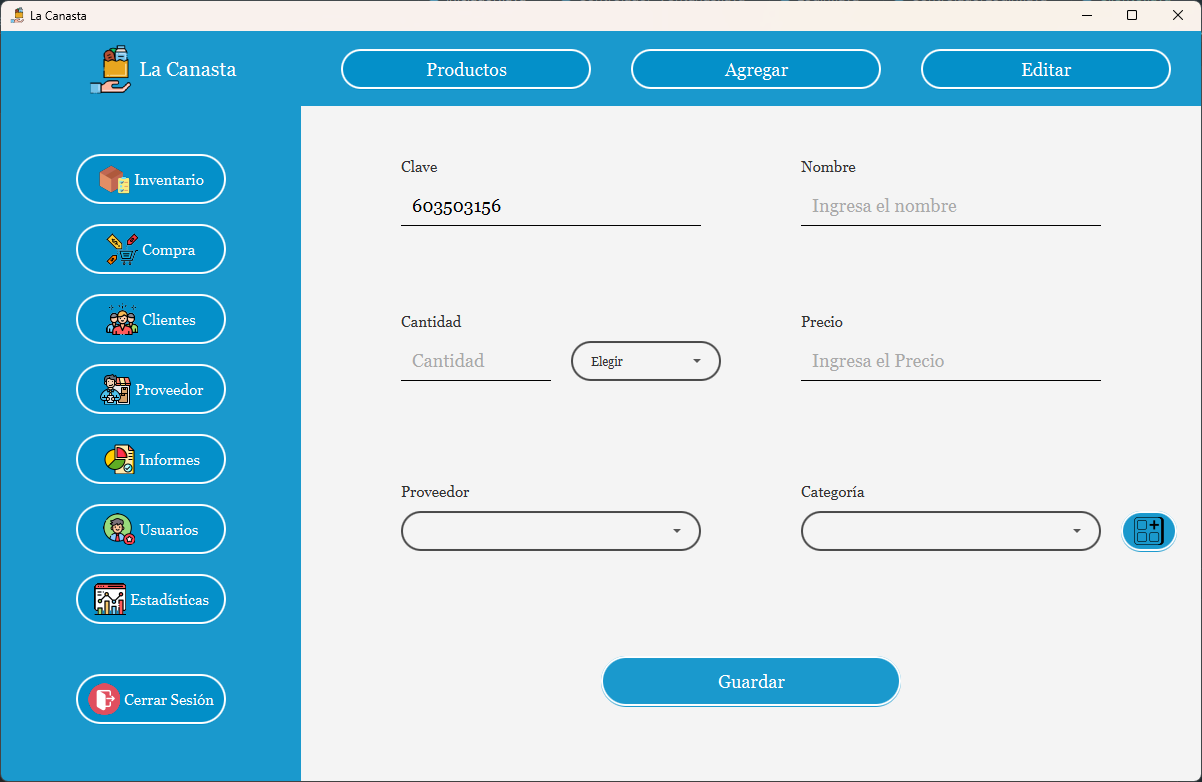 La Canasta
La Canasta
Productos
Agregar
Editar
Inventario
Compra
Clientes
Proveedor
Informes
Usuarios
Estadísticas
Cerrar Sesión
Clave
603503156
Nombre
Ingresa el nombre
Cantidad
Cantidad
Elegir
Precio
Ingresa el Precio
Proveedor
Categoría
Guardar